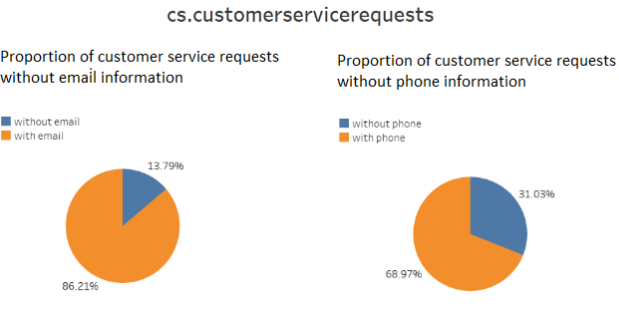 cs.customerservicerequests
Proportion of customer service requests
without email information
without email
with email
13.79%
86.21%
Proportion of customer service requests
without phone information
without phone
with phone
31.03%
68.97%